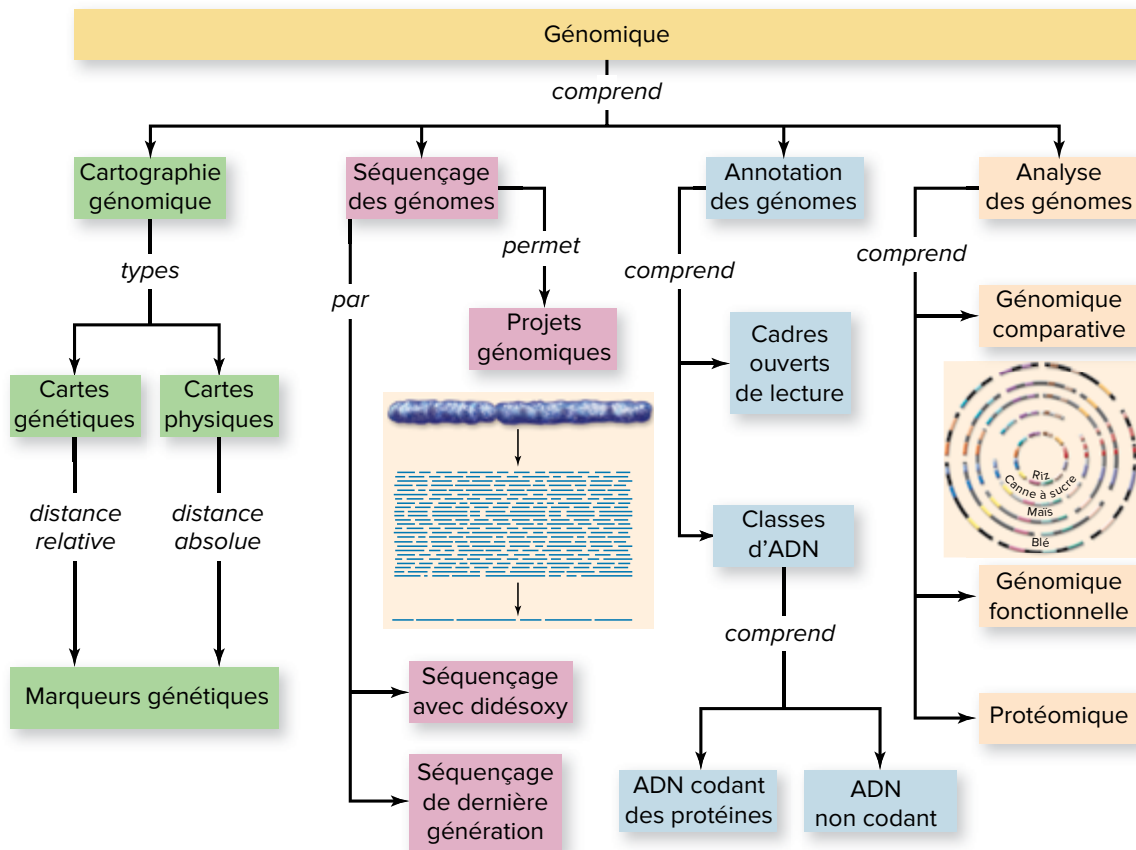 Génomique
comprend
Cartographie
génomique
types
Cartes
génétiques
Cartes
physiques
distance
relative
distance
absolue
Marqueurs génétiques
Séquençage
des génomes
permet
par
Projets
génomiques
Séquençage
avec didésoxy
Séquençage
de dernière
génération
Annotation
des génomes
comprend
Cadres
ouverts
de lecture
Classes
d'ADN
comprend
ADN codant
des protéines
ADN
non codant
Analyse
des génomes
comprend
Génomique
comparative
Riz
Canne à sucre
Maïs
Blé
Génomique
fonctionnelle
Protéomique